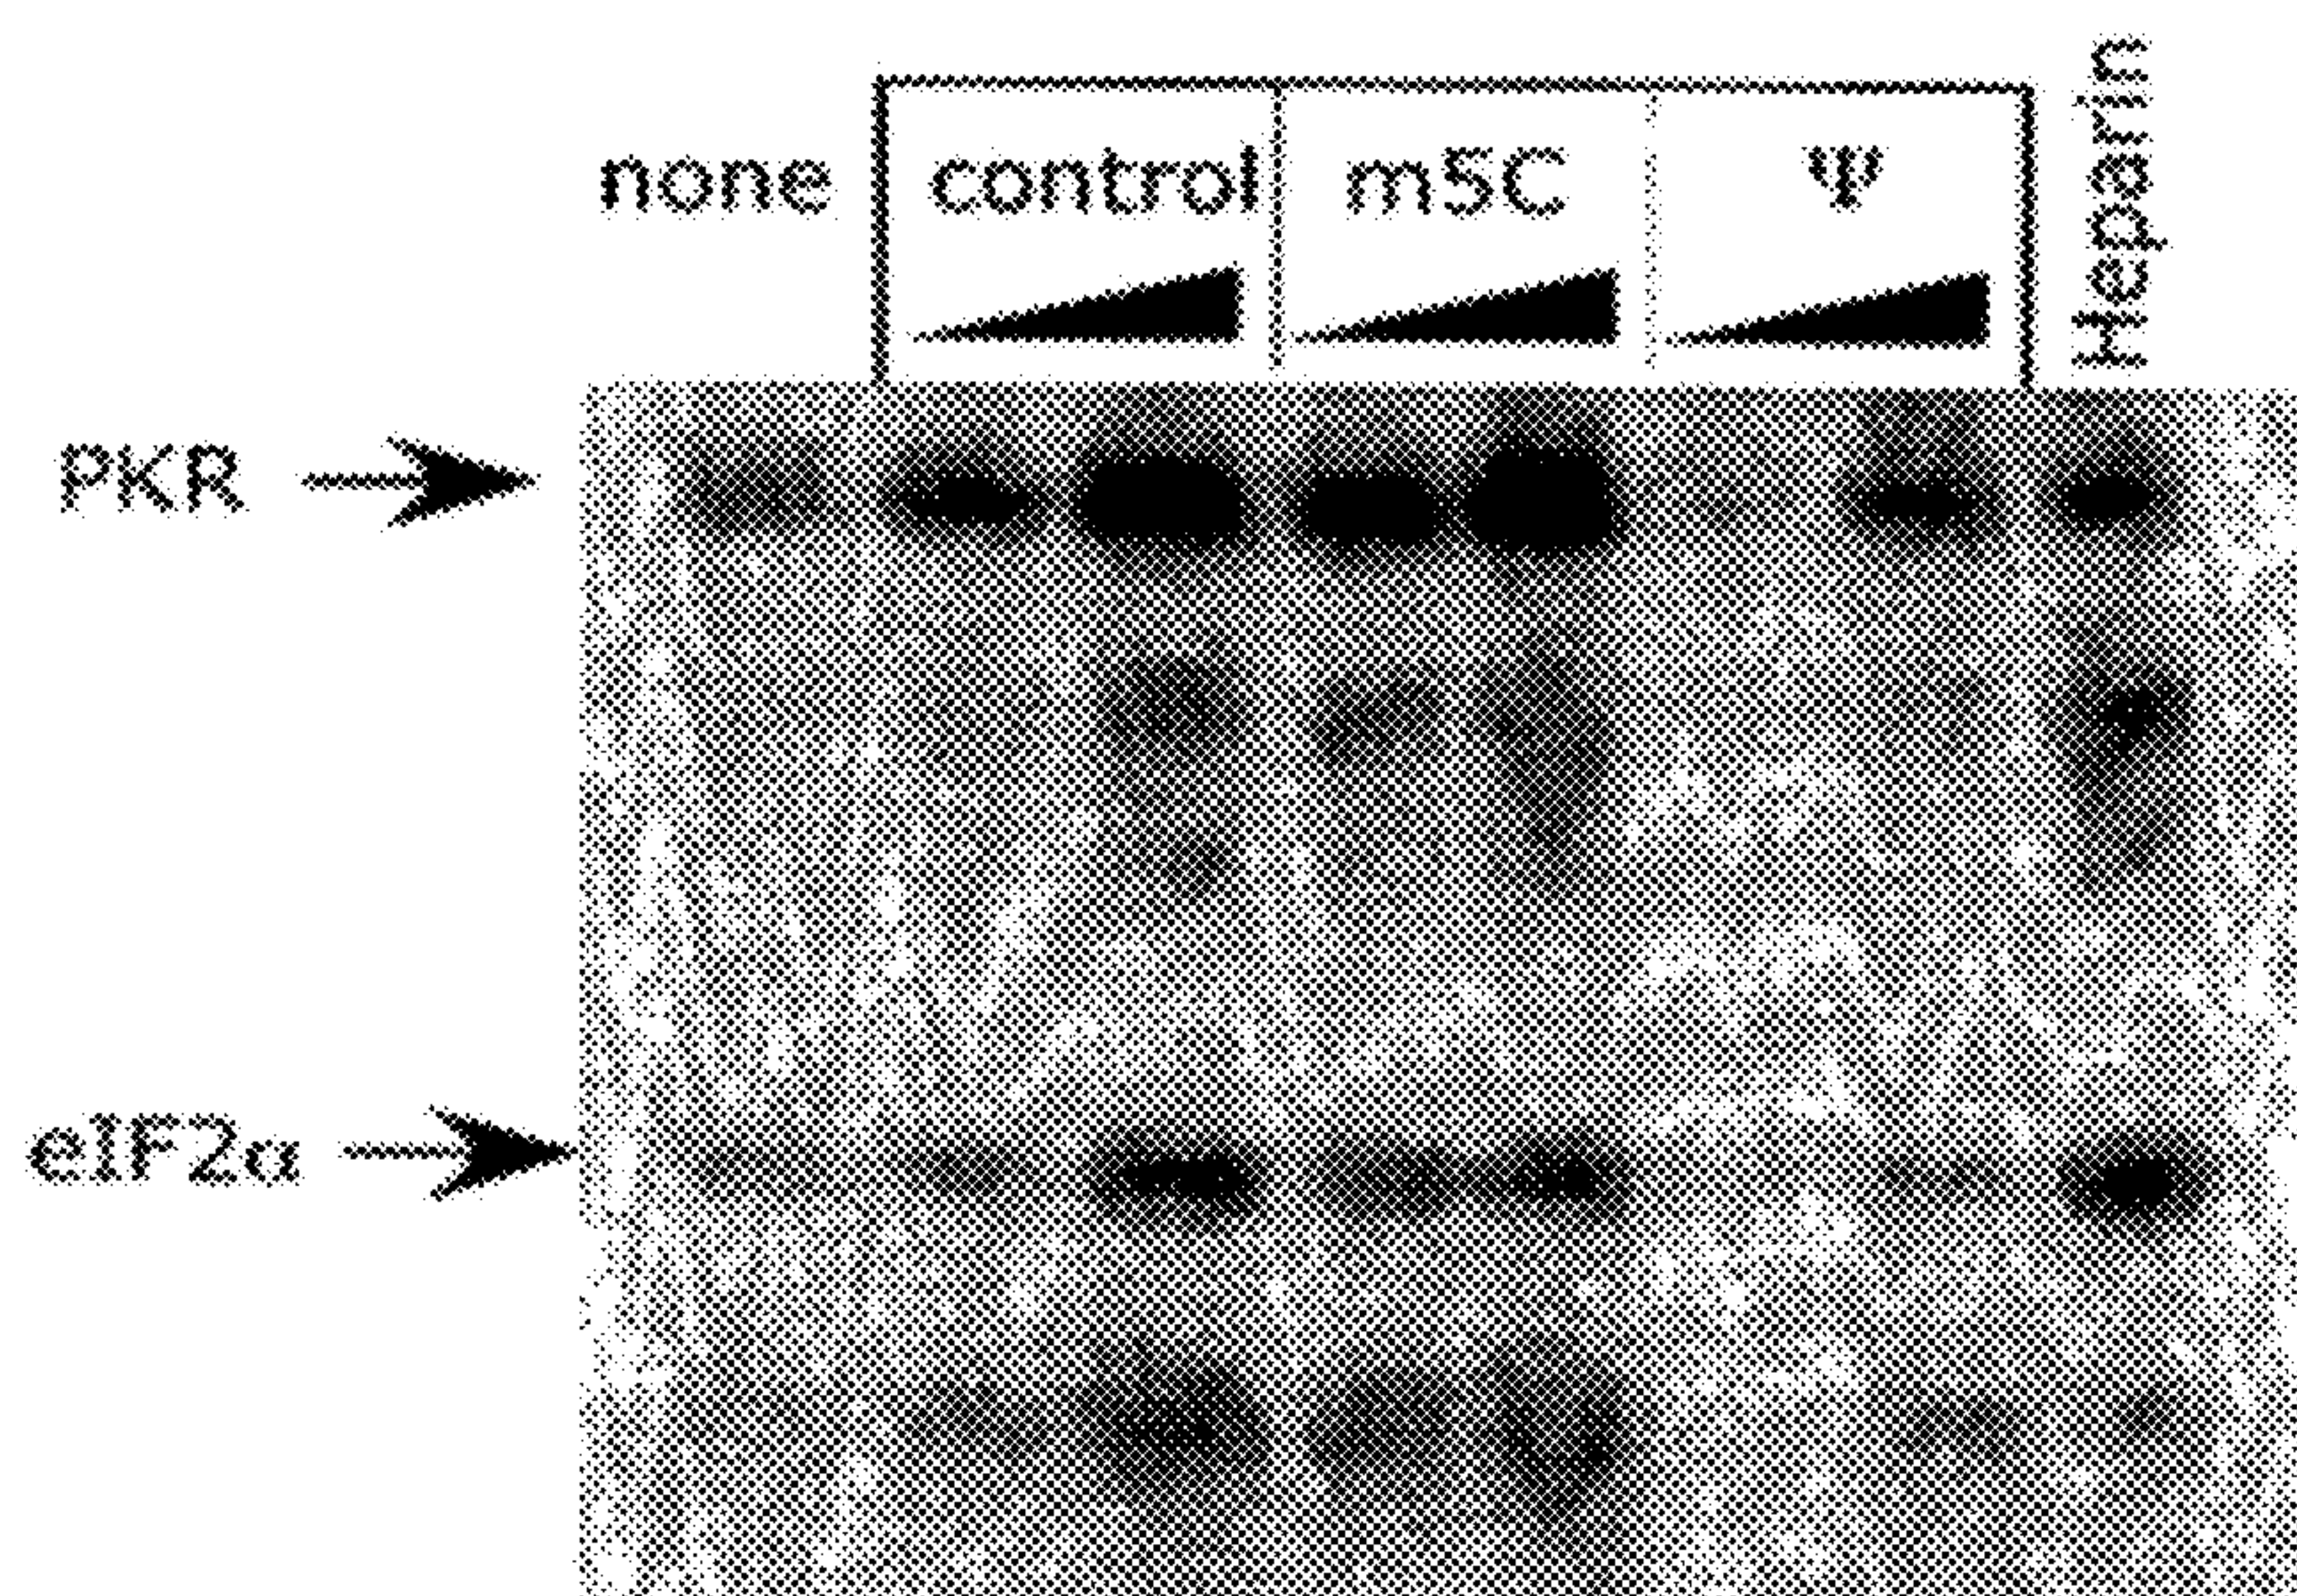 none
control
m5C
Ψ
Heparin
PKR
eIF2α